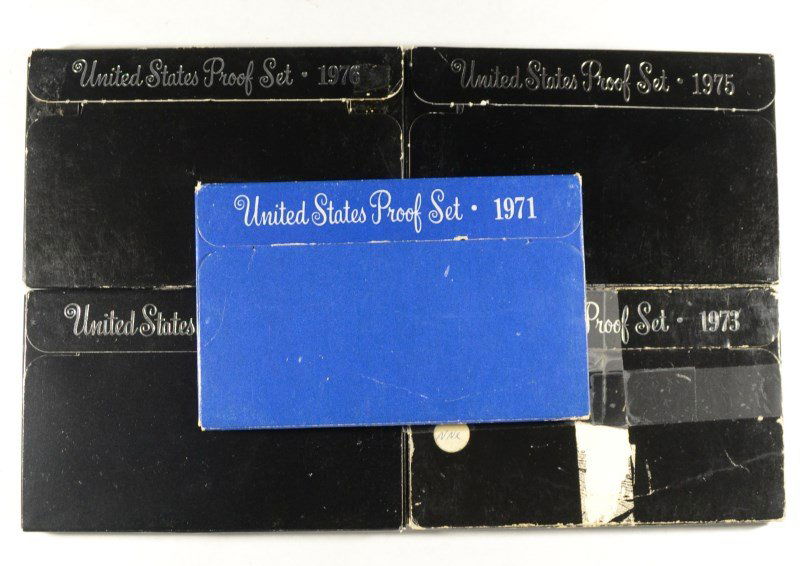 United States Proof Set · 1976
United States Proof Set · 1975
United States Proof Set · 1971
United States
Proof Set · 1973